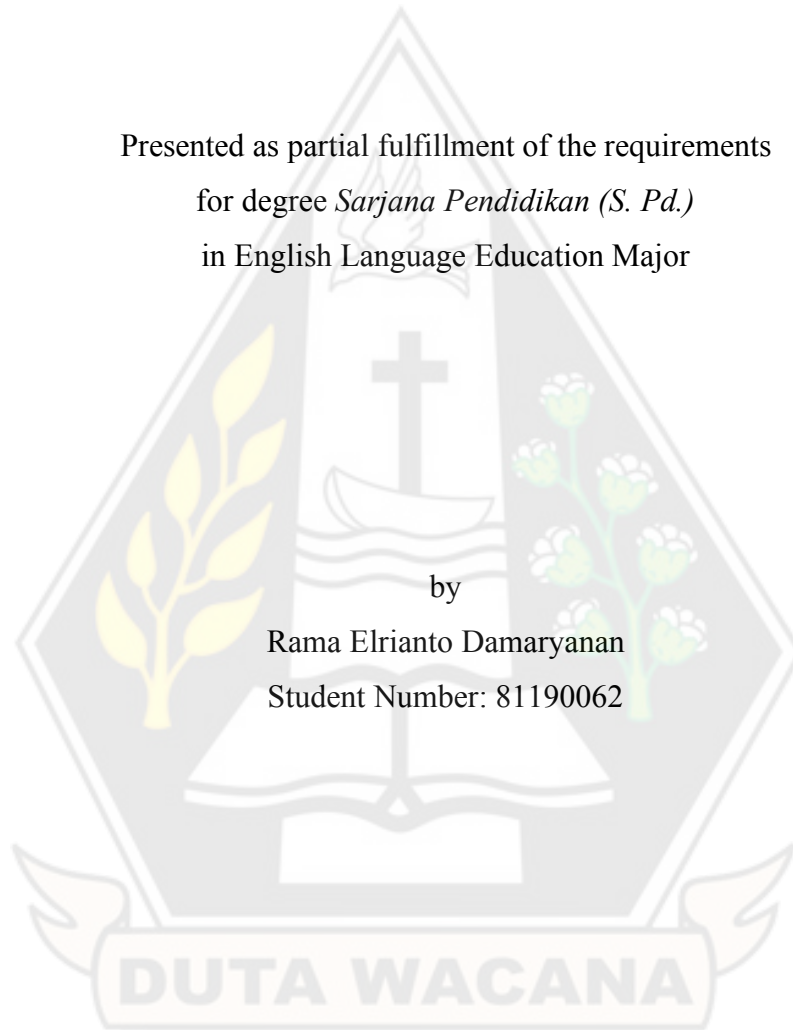 Presented as partial fulfillment of the requirements
for degree Sarjana Pendidikan (S. Pd.)
in English Language Education Major
by
Rama Elrianto Damaryanan
Student Number: 81190062
DUTA WACANA